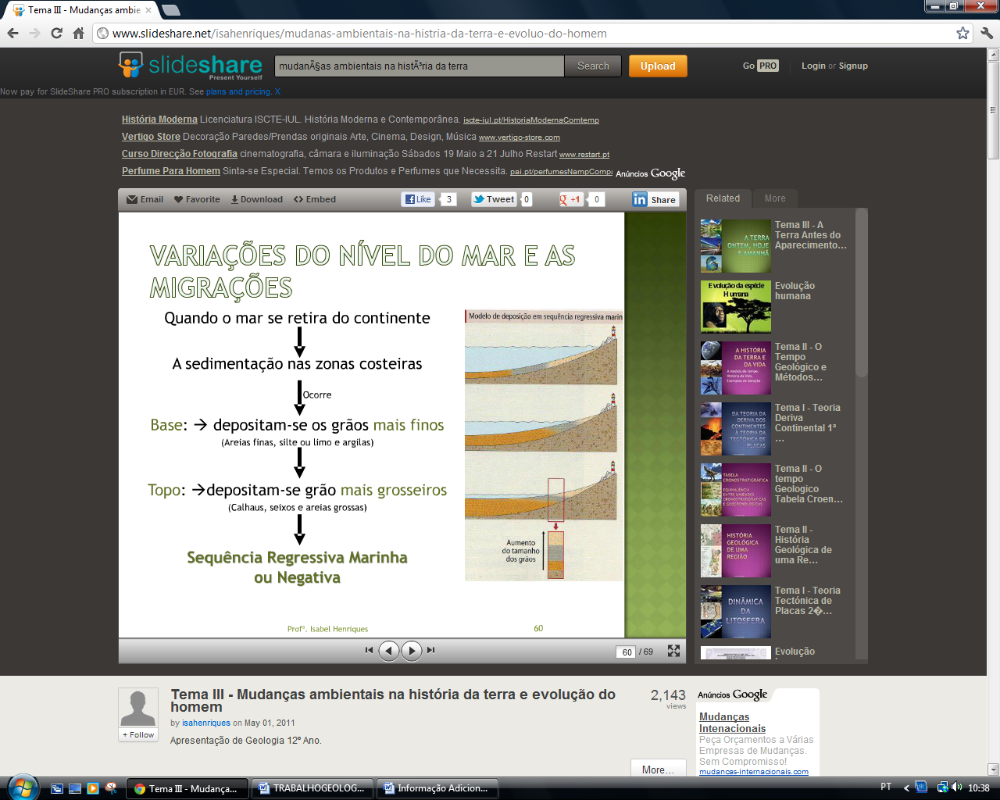 Tema III - Mudanças ambie
www.slideshare.net/isahenriques/mudanas-ambientais-na-histria-da-terra-e-evoluo-do-homem
slideshare
Present Yourself
mudanÃ§as ambientais na histÃ³ria da terra
Search
Upload
Go PRO
Login or Signup
Now pay for SlideShare PRO subscription in EUR. See plans and pricing. X
História Moderna Licenciatura ISCTE-IUL. História Moderna e Contemporânea. iscte-iul.pt/HistoriaModernaComtemp
Vertigo Store Decoração Paredes/Prendas originais Arte, Cinema, Design, Música www.vertigo-store.com
Curso Direcção Fotografia cinematografia, câmara e iluminação Sábados 19 Maio a 21 Julho Restart www.restart.pt
Perfume Para Homem Sinta-se Especial. Temos os Produtos e Perfumes que Necessita. pai.pt/perfumesNampCompa
Anúncios Google
Email Favorite Download Embed
Like 3 Tweet 0 +1 0 Share
VARIAÇÕES DO NÍVEL DO MAR E AS
MIGRAÇÕES
Quando o mar se retira do continente
A sedimentação nas zonas costeiras
Ocorre
Base: → depositam-se os grãos mais finos
(Areias finas, silte ou limo e argilas)
Topo: →depositam-se grão mais grosseiros
(Calhaus, seixos e areias grossas)
Sequência Regressiva Marinha
ou Negativa
Modelo de deposição em sequência regressiva marin
Aumento
do tamanho
dos grãos
Profª. Isabel Henriques
60
60 / 69
Related
More
A TERRA
ONTEM, HOJE
E AMANHÃ
Tema III - A
Terra Antes do
Aparecimento...
Evolução da espécie
Humana
Evolução
humana
A HISTÓRIA
DA TERRA E
DA VIDA
A medida do tempo.
História da Vida.
Exemplos de datação
Tema II - O
Tempo
Geológico e
Métodos...
DA TEORIA DA
DERIVA DOS
CONTINENTES
À TEORIA DA
TECTÓNICA DE
PLACAS
Tema I - Teoria
Deriva
Continental 1ª
...
TABELA
CRONOSTRATIGRÁFICA
EQUIVALÊNCIA
ENTRE UNIDADES
CRONOSTRATIGRÁFICAS
E GEOCRONOLÓGICAS
Tema II - O
tempo
Geologico
Tabela Croen...
HISTÓRIA
GEOLÓGICA
DE UMA
REGIÃO
Tema II -
História
Geológica de
uma Re...
DINÂMICA
DA
LITOSFERA
Tema I - Teoria
Tectónica de
Placas 2�...
Evolução
Tema III - Mudanças ambientais na história da terra e evolução do
homem
by isahenriques on May 01, 2011
Apresentação de Geologia 12º Ano.
+ Follow
2,143
views
More...
Anúncios Google
Mudanças
Intenacionais
Peça Orçamentos a Várias
Empresas de Mudanças.
Sem Compromisso!
mudancas-internacionais.com
Tema III - Mudança...
TRABALHOGEOLOG...
Informação Adicion...
PT
10:38